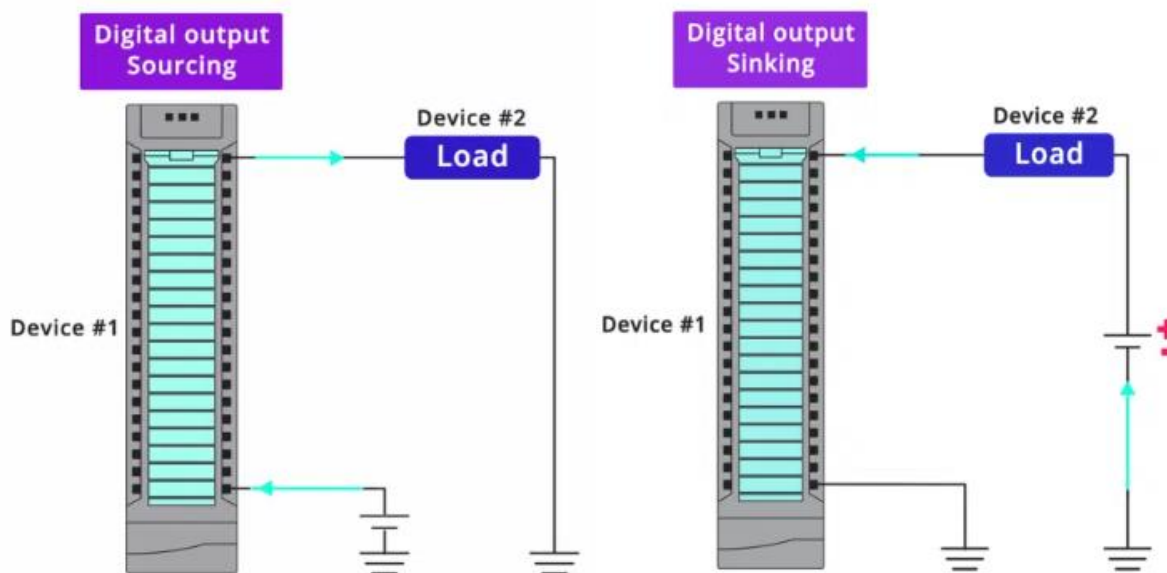 Digital output
Sourcing
Device #2
Load
Device #1
Digital output
Sinking
Device #2
Load
Device #1
+
-